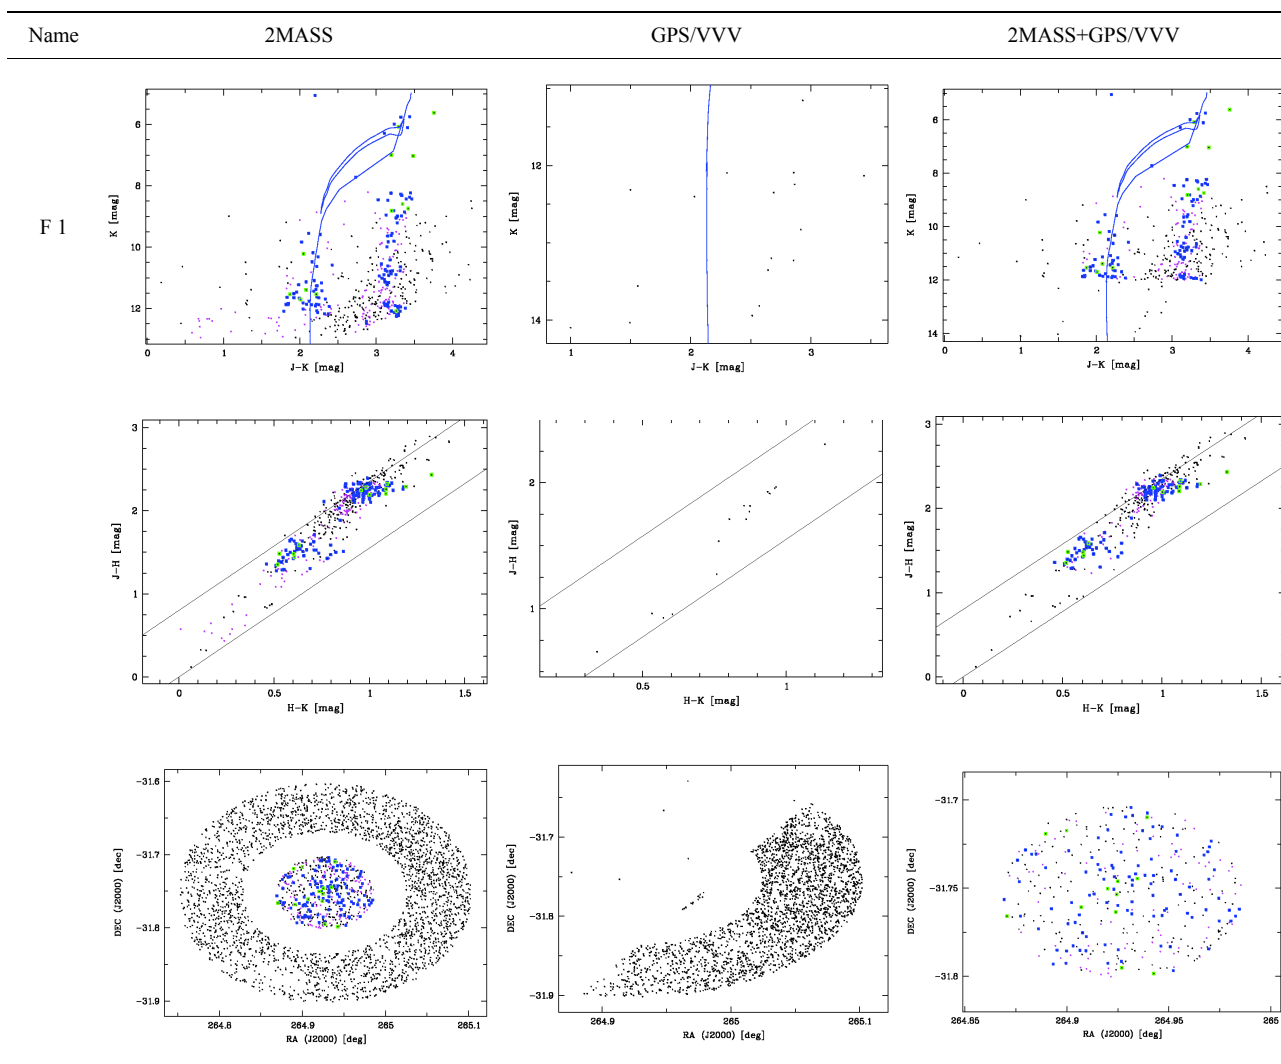 Name 2MASS GPS/VVV 2MASS+GPS/VVV
F 1
6 8 10 12
K [mag]
0 1 2 3 4
J-K [mag]
12 14
K [mag]
1 2 3
J-K [mag]
6 8 10 12 14
K [mag]
0 1 2 3 4
J-K [mag]
3 2 1 0
J-H [mag]
0 0.5 1 1.5
H-K [mag]
2 1
J-H [mag]
0.5 1
H-K [mag]
3 2 1 0
J-H [mag]
0 0.5 1 1.5
H-K [mag]
-31.6 -31.7 -31.8 -31.9
DEC (J2000) [dec]
264.8 264.9 265 265.1
RA (J2000) [deg]
-31.7 -31.8 -31.9
DEC (J2000) [dec]
264.9 265 265.1
RA (J2000) [deg]
-31.7 -31.75 -31.8
DEC (J2000) [dec]
264.85 264.9 264.95 265
RA (J2000) [deg]